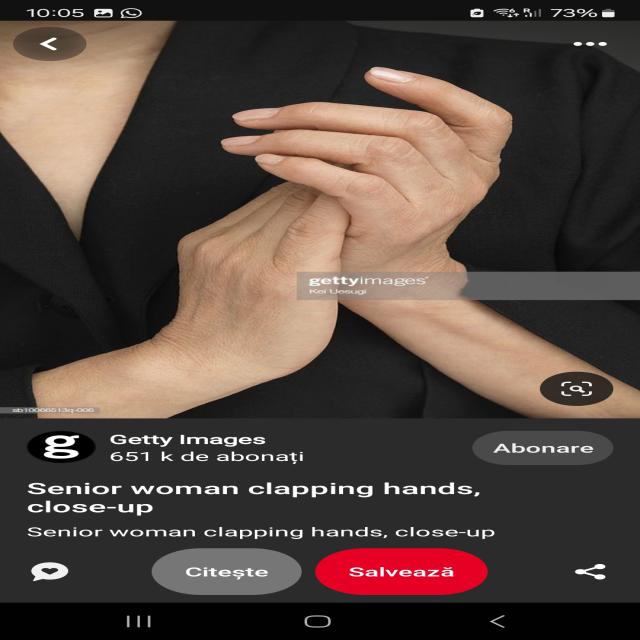 10:05
73%
gettyimages®
Kei Uesugi
sb10066513q-006
Getty Images
651 k de abonați
Abonare
Senior woman clapping hands,
close-up
Senior woman clapping hands, close-up
Citește
Salvează